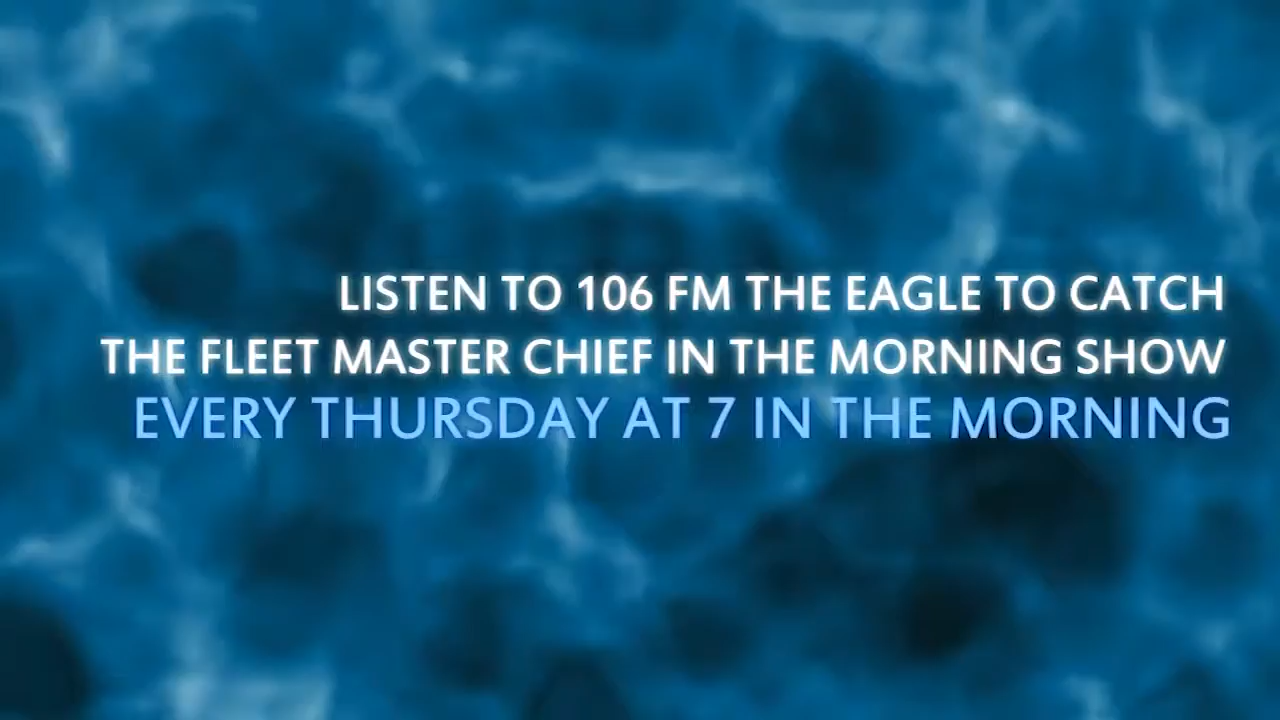 LISTEN TO 106 FM THE EAGLE TO CATCH
THE FLEET MASTER CHIEF IN THE MORNING SHOW
EVERY THURSDAY AT 7 IN THE MORNING